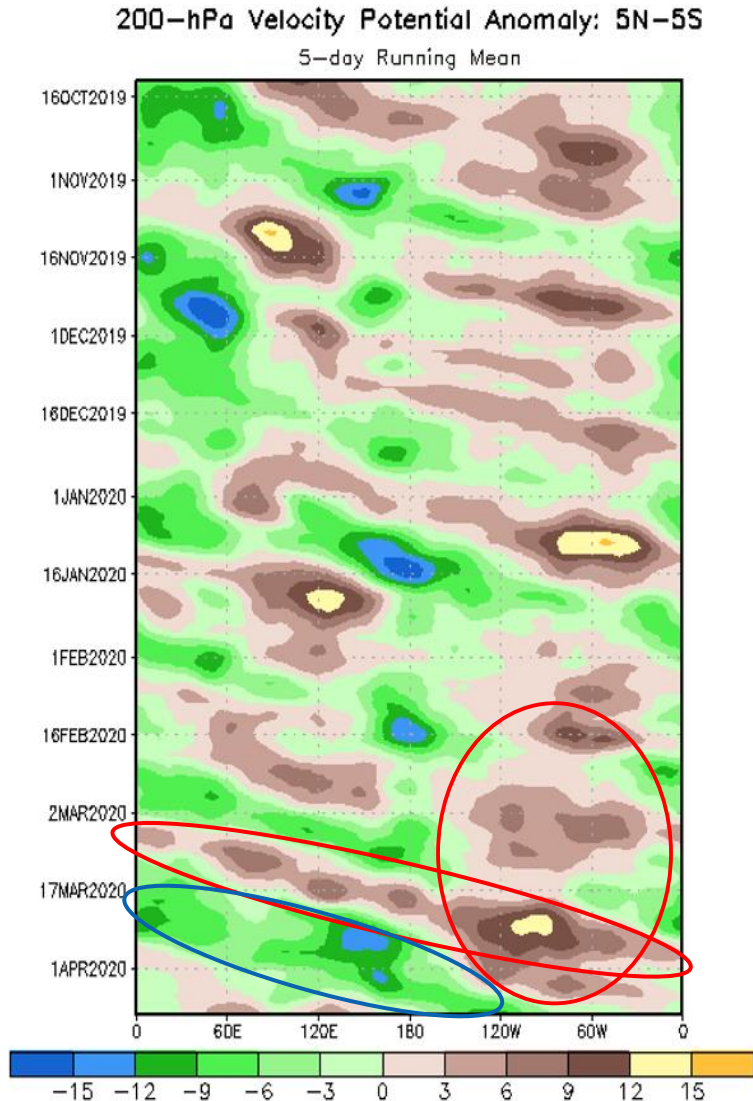 200-hPa Velocity Potential Anomaly: 5N-5S
5-day Running Mean
16OCT2019
1NOV2019
16NOV2019
1DEC2019
16DEC2019
1JAN2020
16JAN2020
1FEB2020
16FEB2020
2MAR2020
17MAR2020
1APR2020
0 60E 120E 180 120W 60W 0
-15 -12 -9 -6 -3 0 3 6 9 12 15